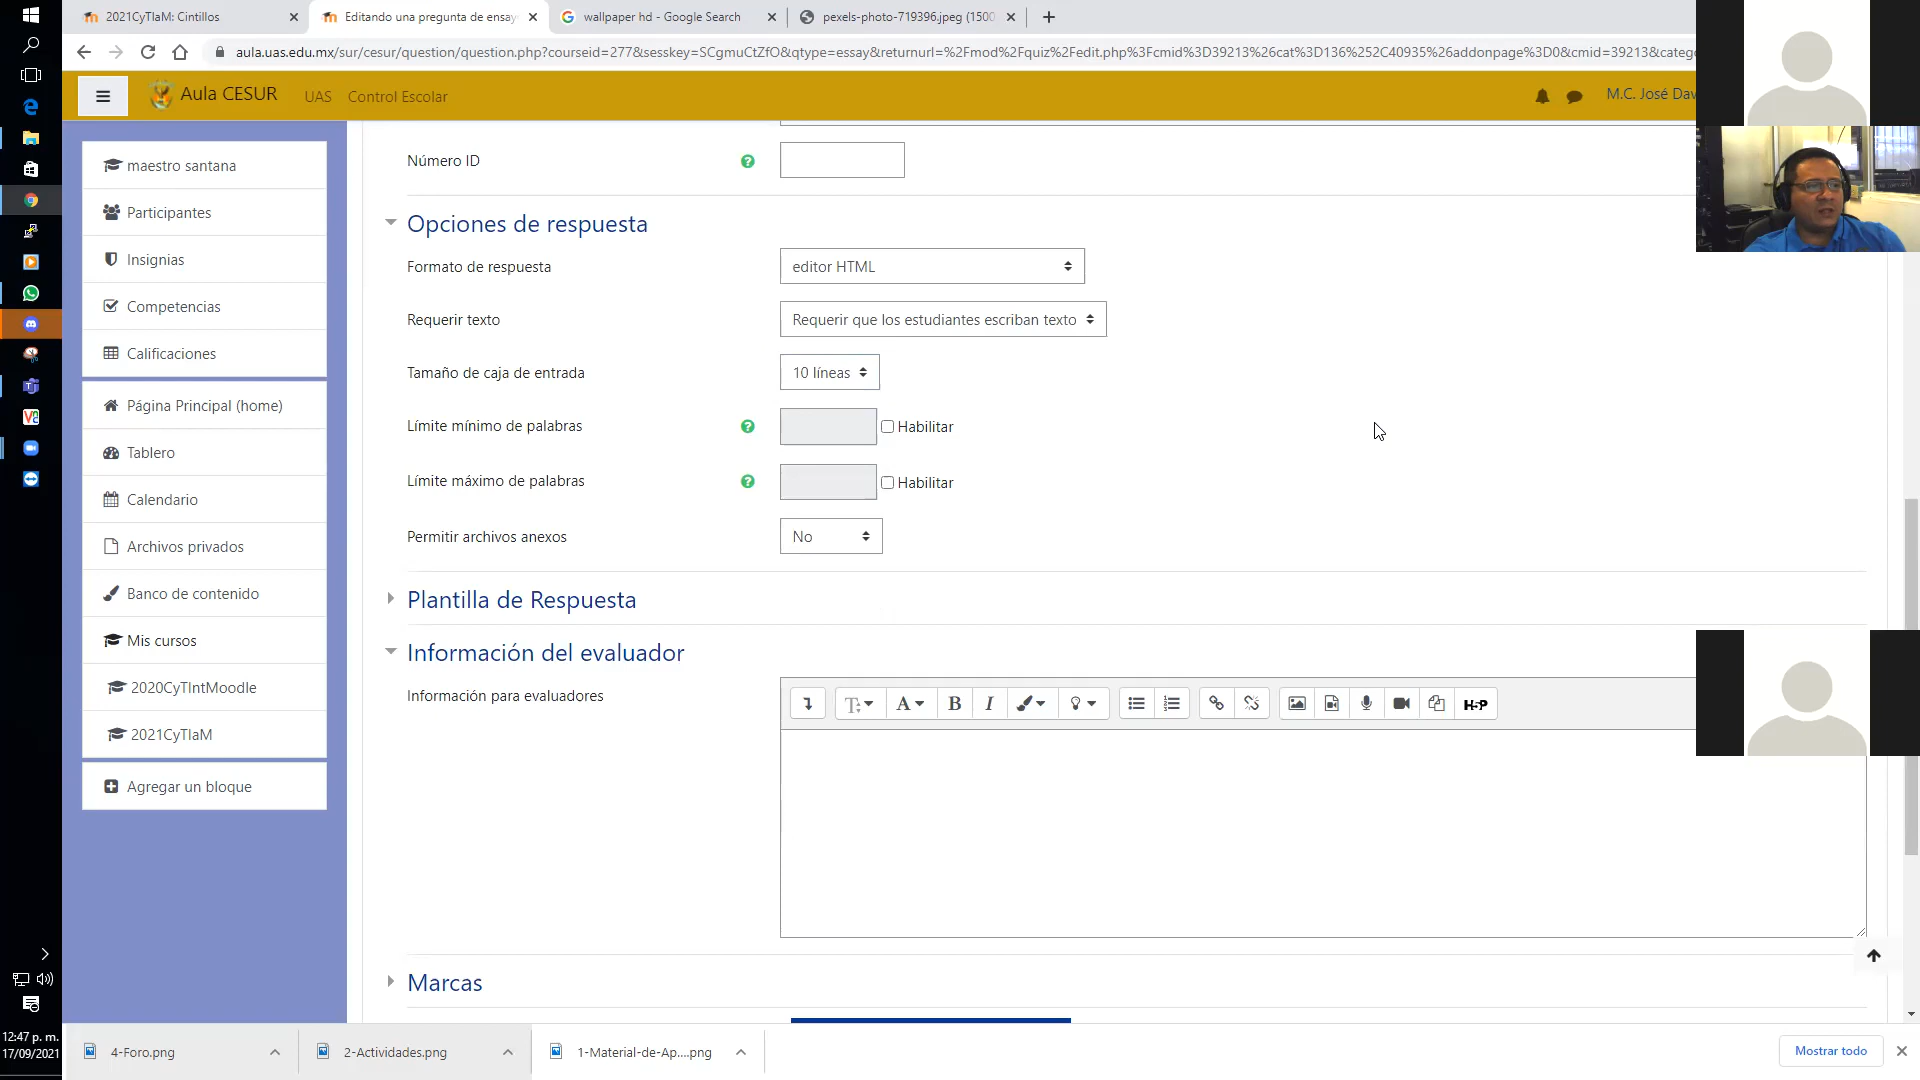 2021CyTIaM: Cintillos
Editando una pregunta de ensay
wallpaper hd - Google Search
pexels-photo-719396.jpeg (1500
aula.uas.edu.mx/sur/cesur/question/question.php?courseid=277&sesskey=SCgmuCtZfO&qtype=essay&returnurl=%2Fmod%2Fquiz%2Fedit.php%3Fcmid%3D39213%26cat%3D136%252C40935%26addonpage%3D0&cmid=39213&catego
Aula CESUR
UAS
Control Escolar
M.C. José Dav
maestro santana
Participantes
Insignias
Competencias
Calificaciones
Página Principal (home)
Tablero
Calendario
Archivos privados
Banco de contenido
Mis cursos
2020CyTIntMoodle
2021CyTIaM
Agregar un bloque
Número ID
Opciones de respuesta
Formato de respuesta
editor HTML
Requerir texto
Requerir que los estudiantes escriban texto
Tamaño de caja de entrada
10 líneas
Límite mínimo de palabras
Habilitar
Límite máximo de palabras
Habilitar
Permitir archivos anexos
No
Plantilla de Respuesta
Información del evaluador
Información para evaluadores
H-P
Marcas
12:47 p. m.
17/09/2021
4-Foro.png
2-Actividades.png
1-Material-de-Ap....png
Mostrar todo